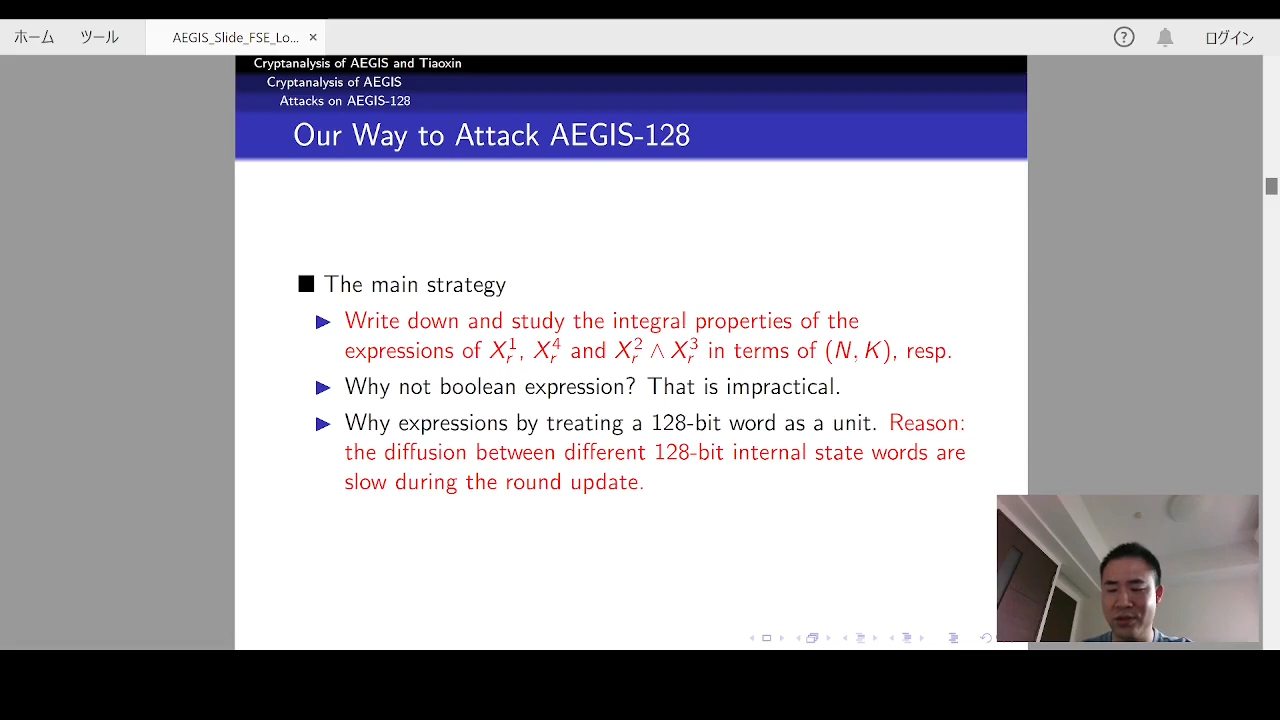 ホーム ツール AEGIS_Slide_FSE_Lo... × ? ログイン
Cryptanalysis of AEGIS and Tiaoxin
Cryptanalysis of AEGIS
Attacks on AEGIS-128
Our Way to Attack AEGIS-128
■ The main strategy
▶ Write down and study the integral properties of the
expressions of $X_r^1$, $X_r^4$ and $X_r^2 \wedge X_r^3$ in terms of $(N, K)$, resp.
▶ Why not boolean expression? That is impractical.
▶ Why expressions by treating a 128-bit word as a unit. Reason:
the diffusion between different 128-bit internal state words are
slow during the round update.